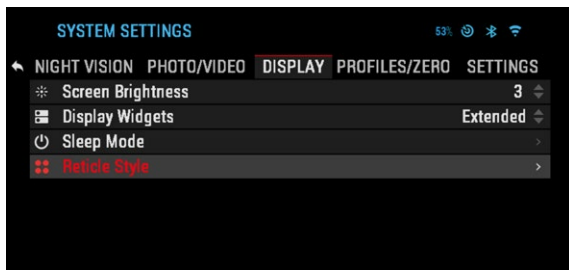 SYSTEM SETTINGS 53%
NIGHT VISION PHOTO/VIDEO DISPLAY PROFILES/ZERO SETTINGS
Screen Brightness 3
Display Widgets Extended
Sleep Mode
Reticle Style